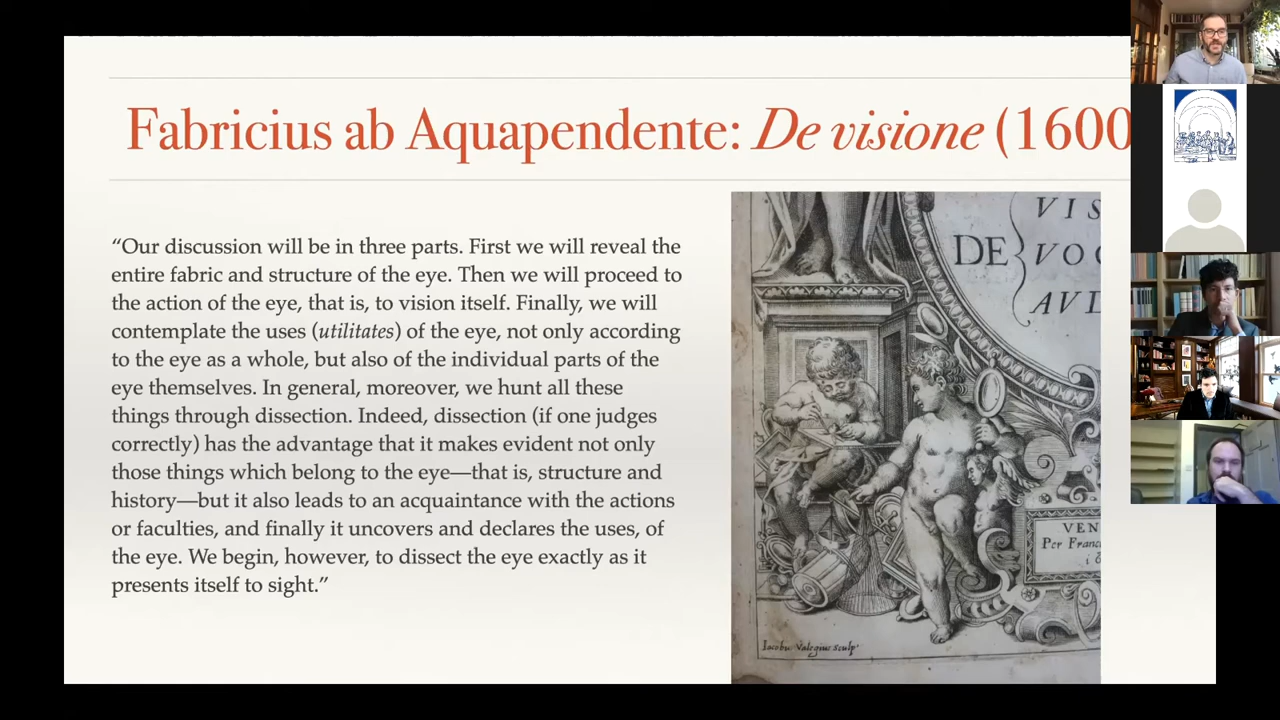 Fabricius ab Aquapendente: De visione (1600
“Our discussion will be in three parts. First we will reveal the
entire fabric and structure of the eye. Then we will proceed to
the action of the eye, that is, to vision itself. Finally, we will
contemplate the uses (utilitates) of the eye, not only according
to the eye as a whole, but also of the individual parts of the
eye themselves. In general, moreover, we hunt all these
things through dissection. Indeed, dissection (if one judges
correctly) has the advantage that it makes evident not only
those things which belong to the eye—that is, structure and
history—but it also leads to an acquaintance with the actions
or faculties, and finally it uncovers and declares the uses, of
the eye. We begin, however, to dissect the eye exactly as it
presents itself to sight.”
VIS
DE VOC
AVD
VEN
Per Franc
i 6
Iacobus Valegius Sculp